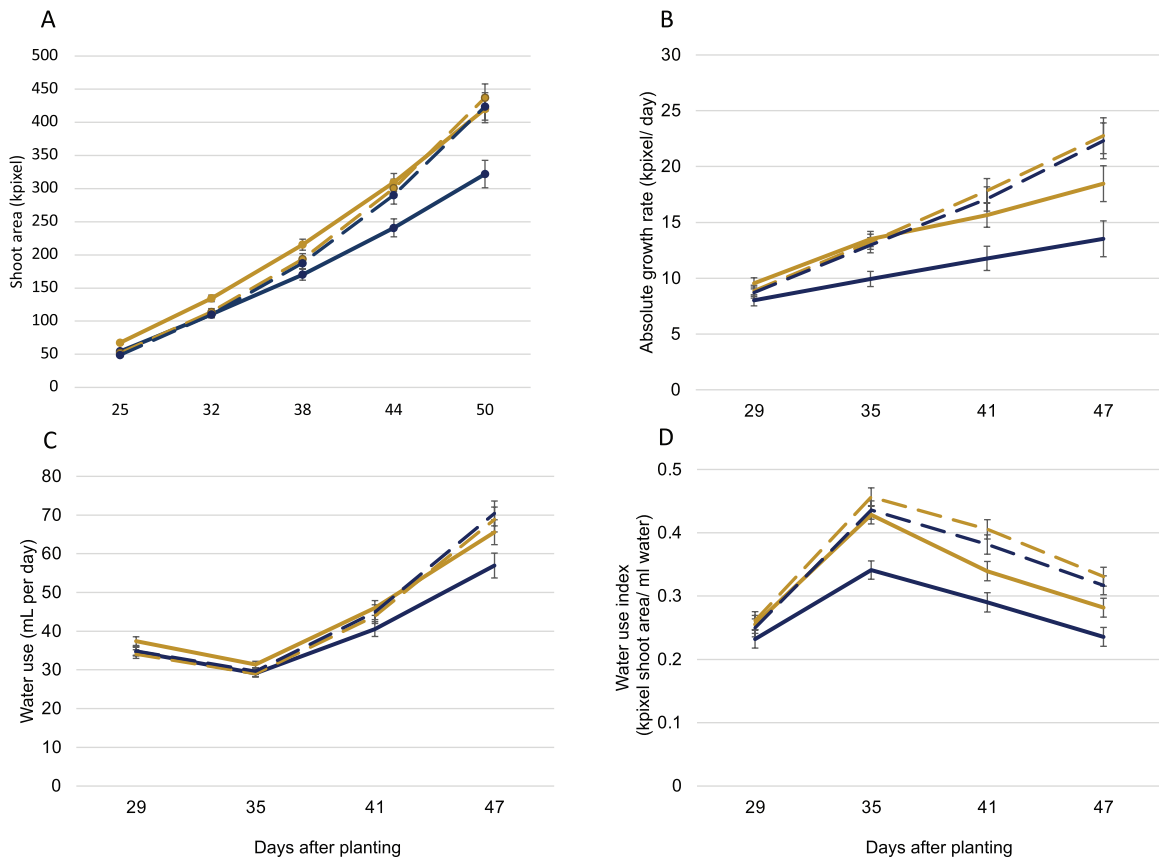 A
Shoot area (kpixel)
500
450
400
350
300
250
200
150
100
50
0
25 32 38 44 50
B
Absolute growth rate (kpixel/ day)
30
25
20
15
10
5
0
29 35 41 47
C
Water use (mL per day)
80
70
60
50
40
30
20
10
0
29 35 41 47
Days after planting
D
Water use index
(kpixel shoot area/ ml water)
0.5
0.4
0.3
0.2
0.1
0
29 35 41 47
Days after planting